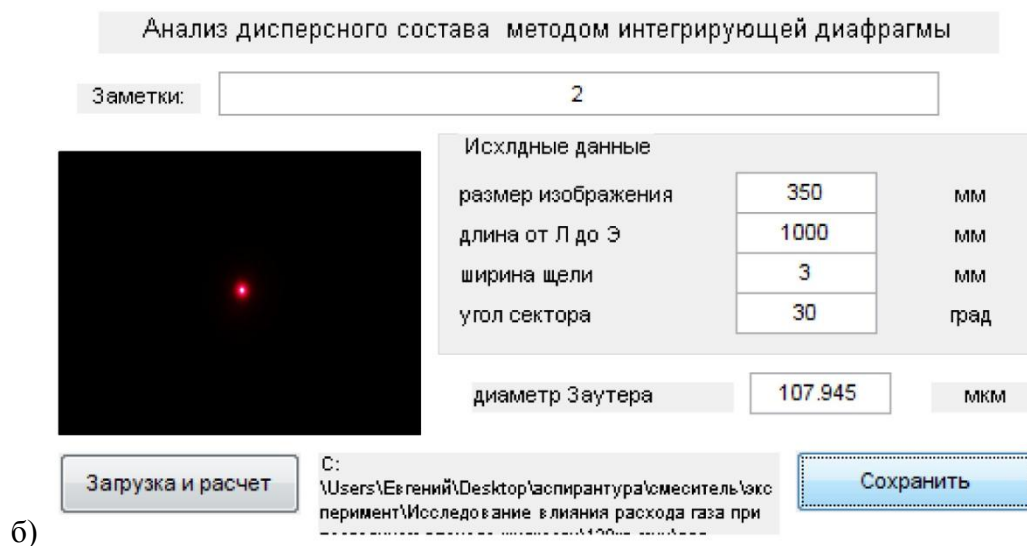 Анализ дисперсного состава методом интегрирующей диафрагмы
Заметки: 2
Исхлдные данные
размер изображения 350 мм
длина от Л до Э 1000 мм
ширина щели 3 мм
угол сектора 30 град
диаметр Заутера 107.945 мкм
Загрузка и расчет
C:
\Users\Евгений\Desktop\аспирантура\смеситель\экс
перимент\Исследование влияния расхода газа при
Сохранить
б)